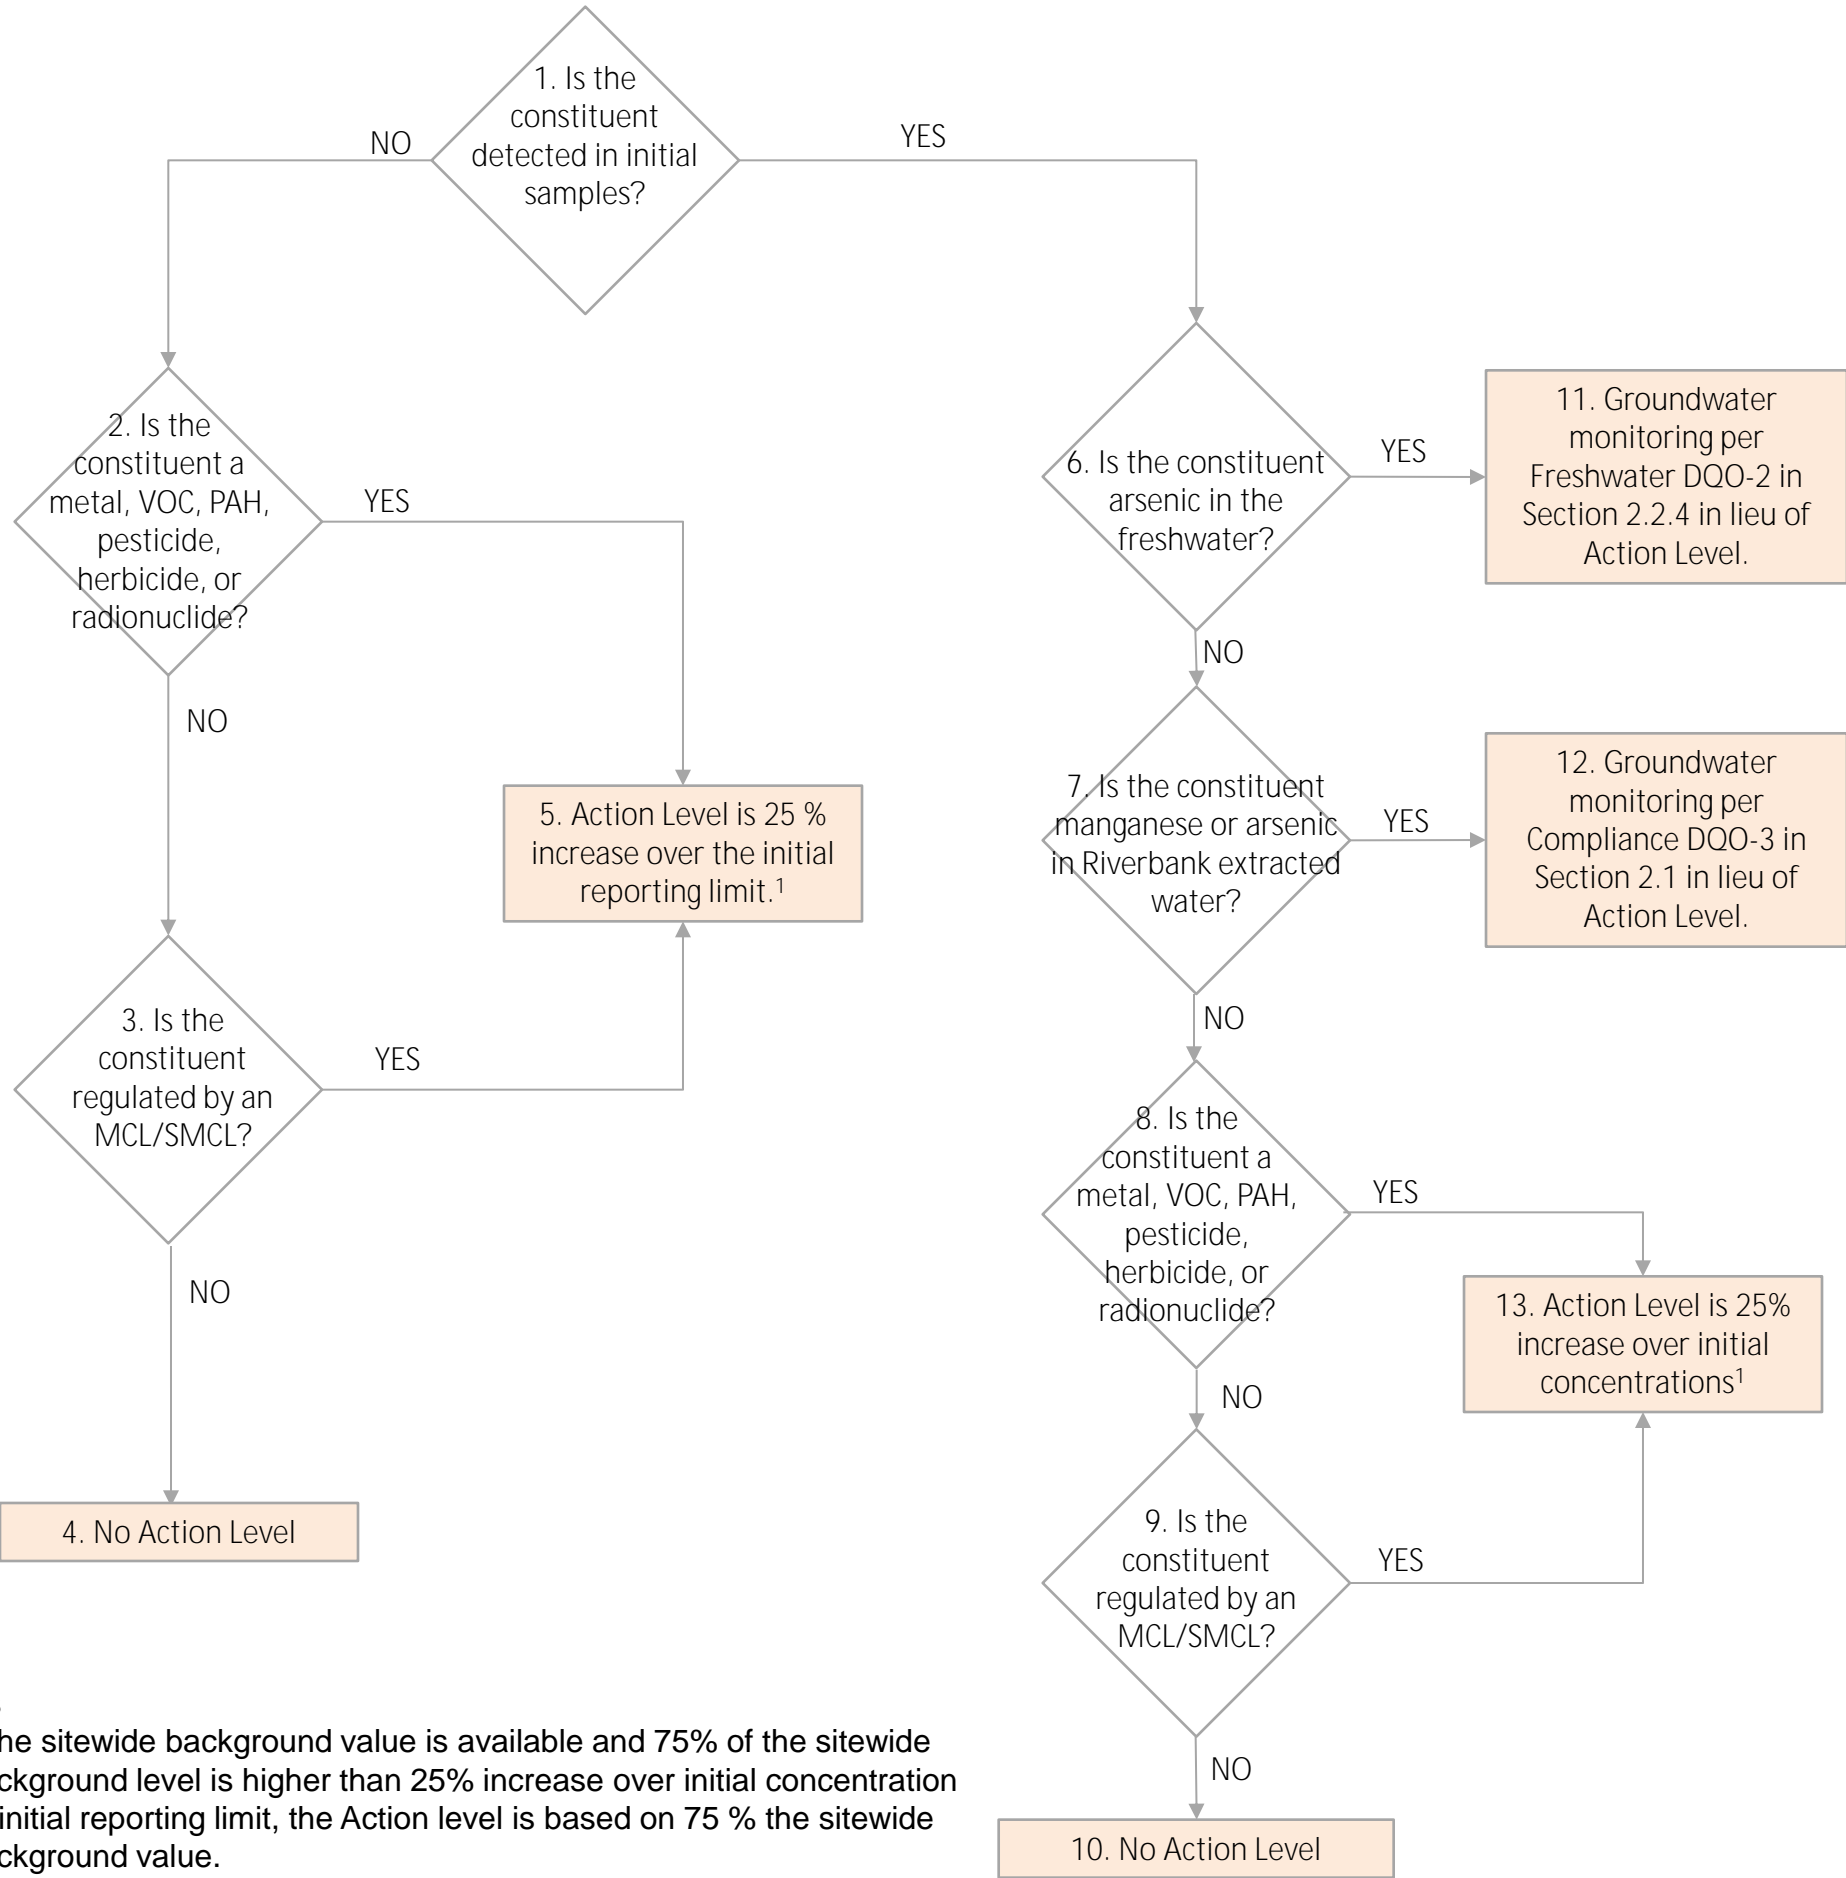 1. Is the
constituent
detected in initial
samples?
NO
YES
2. Is the
constituent a
metal, VOC, PAH,
pesticide,
herbicide, or
radionuclide?
YES
NO
5. Action Level is 25 %
increase over the initial
reporting limit.1
3. Is the
constituent
regulated by an
MCL/SMCL?
YES
NO
4. No Action Level
6. Is the constituent
arsenic in the
freshwater?
YES
11. Groundwater
monitoring per
Freshwater DQO-2 in
Section 2.2.4 in lieu of
Action Level.
NO
7. Is the constituent
manganese or arsenic
in Riverbank extracted
water?
YES
12. Groundwater
monitoring per
Compliance DQO-3 in
Section 2.1 in lieu of
Action Level.
NO
8. Is the
constituent a
metal, VOC, PAH,
pesticide,
herbicide, or
radionuclide?
YES
13. Action Level is 25%
increase over initial
concentrations1
NO
9. Is the
constituent
regulated by an
MCL/SMCL?
YES
NO
10. No Action Level
he sitewide background value is available and 75% of the sitewide
ckground level is higher than 25% increase over initial concentration
initial reporting limit, the Action level is based on 75 % the sitewide
ckground value.